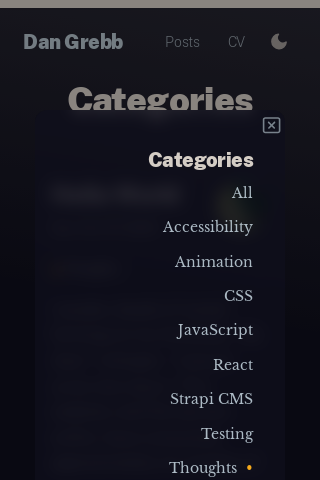 Dan Grebb Posts CV
Categories
Categories
All
Accessibility
Animation
CSS
JavaScript
React
Strapi CMS
Testing
Thoughts •